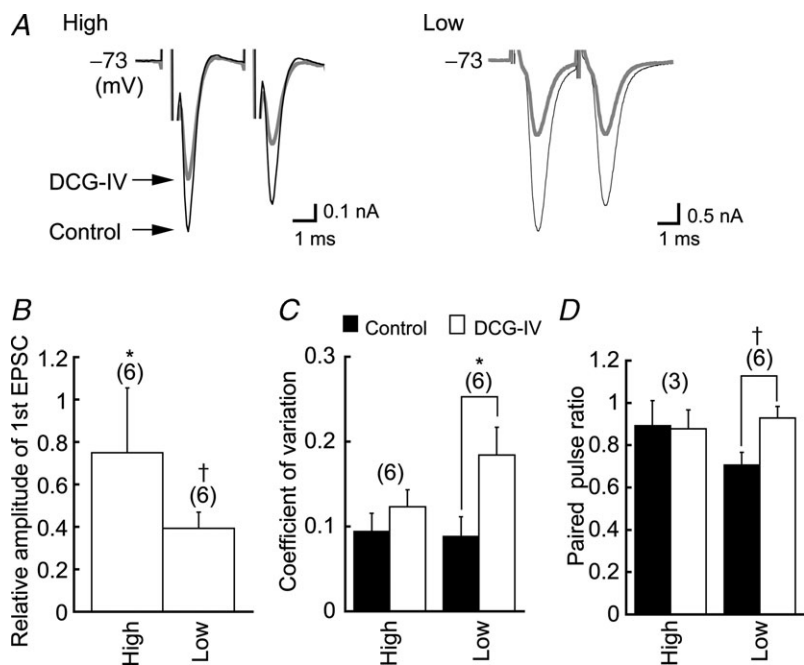 A
High
Low
−73
(mV)
−73
DCG-IV
Control
0.1 nA
1 ms
0.5 nA
1 ms
B
Relative amplitude of 1st EPSC
1.2
1
0.8
0.6
0.4
0.2
0
*
(6)
†
(6)
High
Low
C
Control
DCG-IV
Coefficient of variation
0.3
0.2
0.1
0
(6)
*
(6)
High
Low
D
Paired pulse ratio
1.2
1
0.8
0.6
0.4
0.2
0
(3)
†
(6)
High
Low